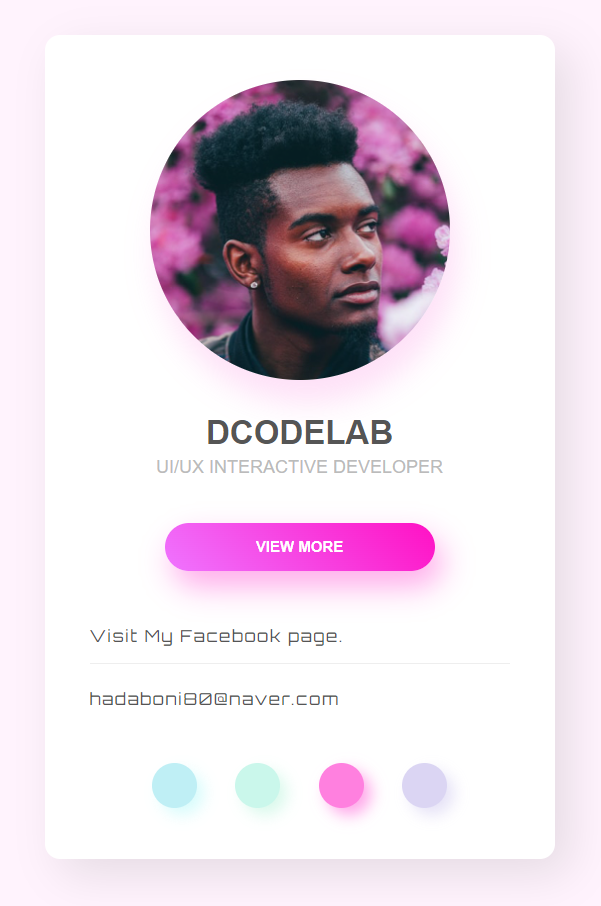 DCODELAB
UI/UX INTERACTIVE DEVELOPER
VIEW MORE
Visit My Facebook page.
hadaboni80@naver.com